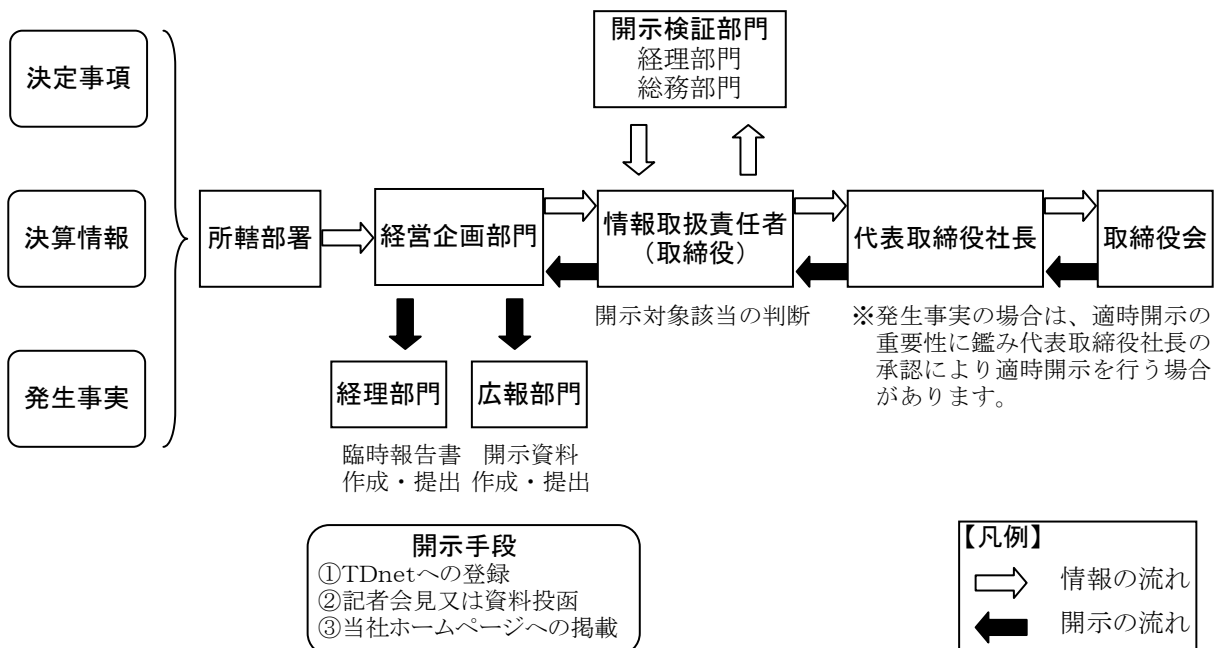 開示検証部門
経理部門
総務部門
決定事項
決算情報
発生事実
所轄部署
経営企画部門
情報取扱責任者
（取締役）
代表取締役社長
取締役会
開示対象該当の判断
※発生事実の場合は、適時開示の
重要性に鑑み代表取締役社長の
承認により適時開示を行う場合
があります。
経理部門
広報部門
臨時報告書
作成・提出
開示資料
作成・提出
開示手段
①TDnetへの登録
②記者会見又は資料投函
③当社ホームページへの掲載
【凡例】
情報の流れ
開示の流れ